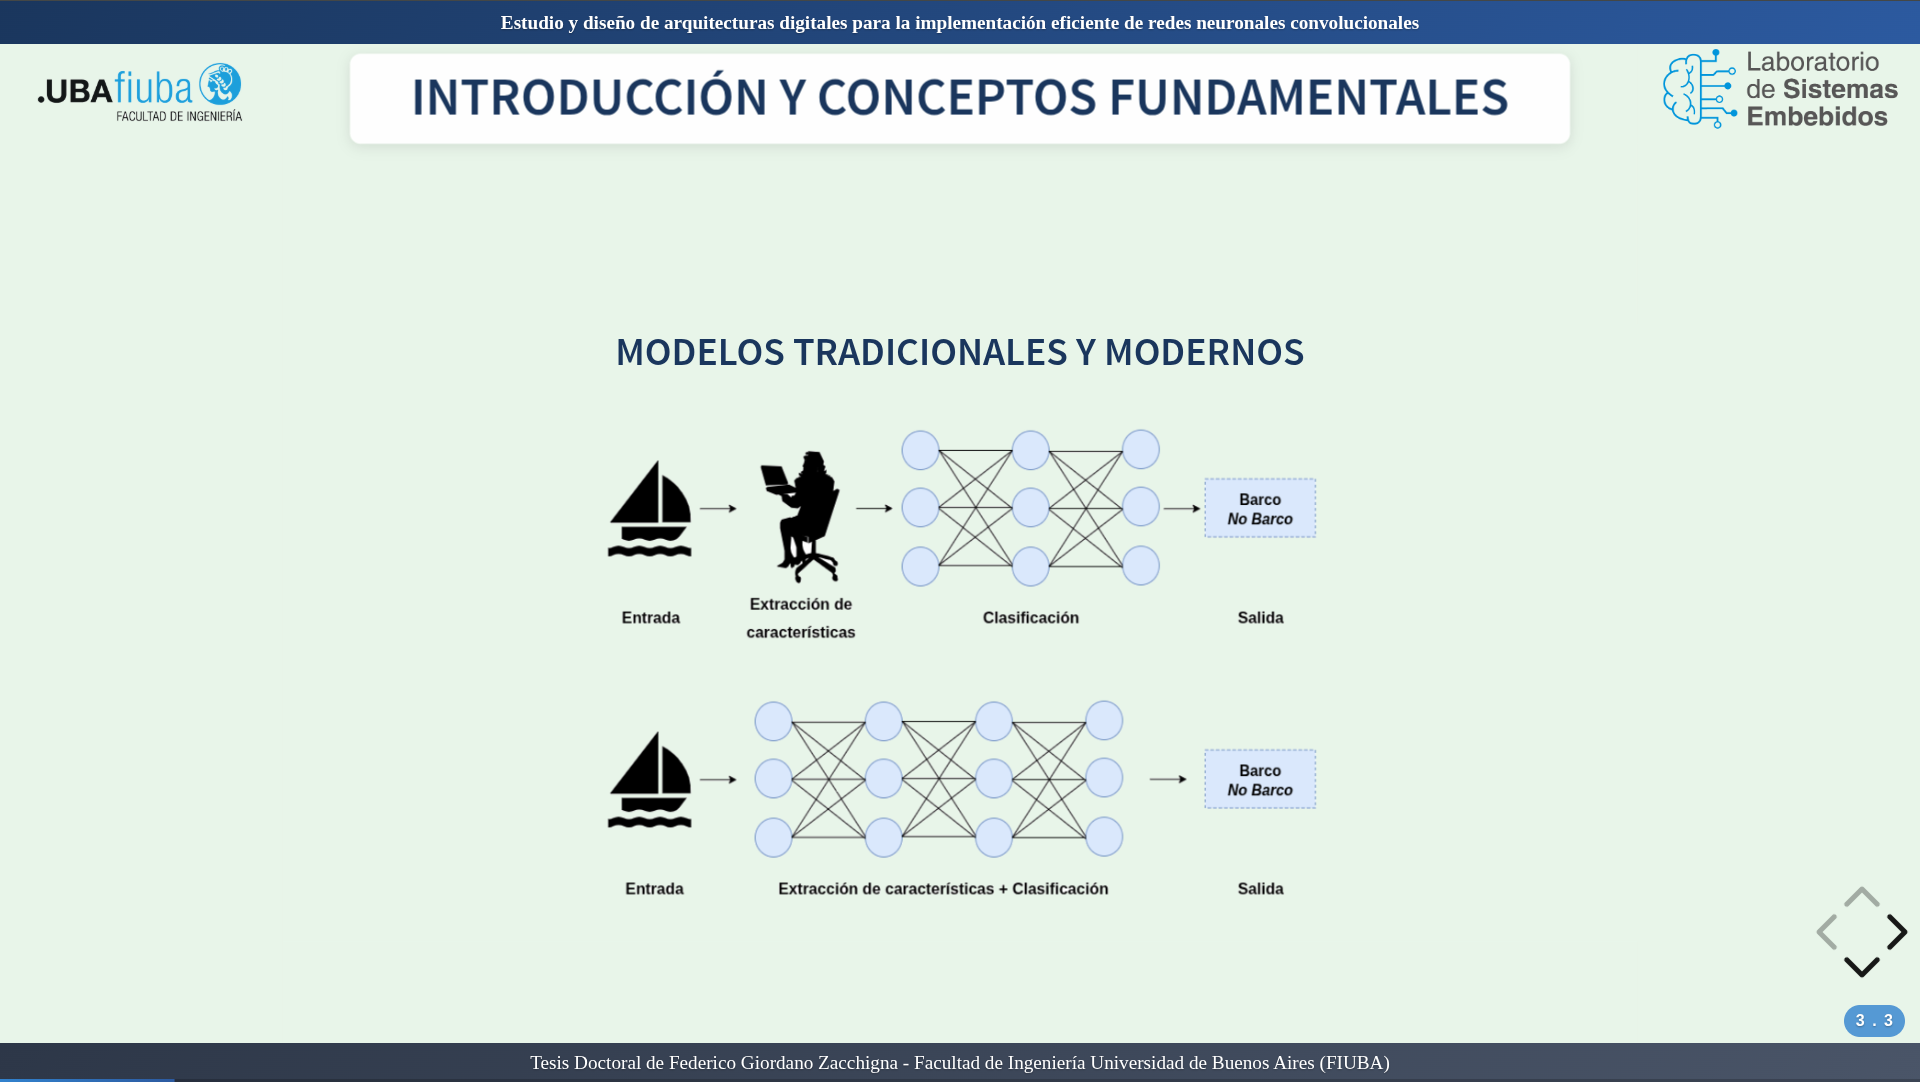 Estudio y diseño de arquitecturas digitales para la implementación eficiente de redes neuronales convolucionales
.UBAfiuba
FACULTAD DE INGENIERÍA
INTRODUCCIÓN Y CONCEPTOS FUNDAMENTALES
Laboratorio
de Sistemas
Embebidos
MODELOS TRADICIONALES Y MODERNOS
Barco
No Barco
Entrada
Extracción de
características
Clasificación
Salida
Barco
No Barco
Entrada
Extracción de características + Clasificación
Salida
3 . 3
Tesis Doctoral de Federico Giordano Zacchigna - Facultad de Ingeniería Universidad de Buenos Aires (FIUBA)